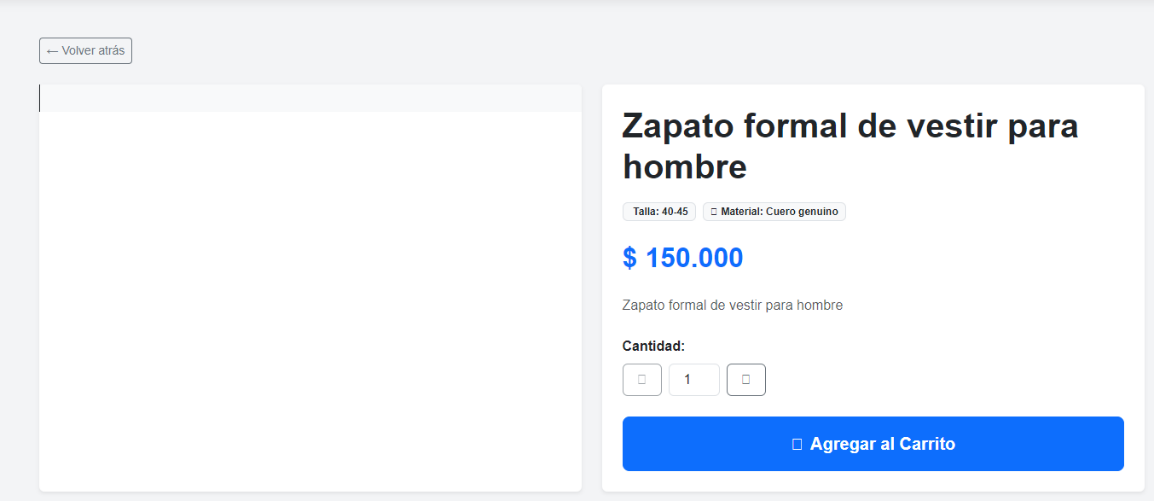 ← Volver atrás
Zapato formal de vestir para
hombre
Talla: 40-45
Material: Cuero genuino
$ 150.000
Zapato formal de vestir para hombre
Cantidad:
1
Agregar al Carrito